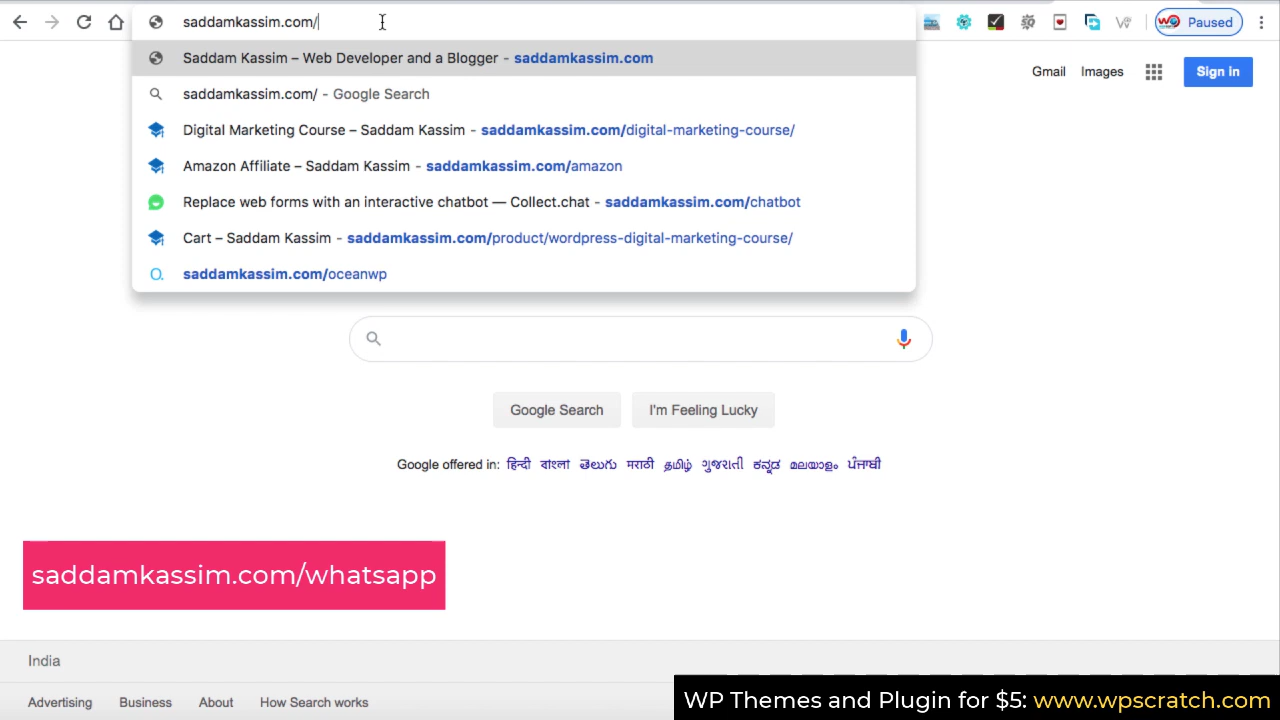 saddamkassim.com/
Paused
Saddam Kassim – Web Developer and a Blogger - saddamkassim.com
saddamkassim.com/ - Google Search
Digital Marketing Course – Saddam Kassim - saddamkassim.com/digital-marketing-course/
Amazon Affiliate – Saddam Kassim - saddamkassim.com/amazon
Replace web forms with an interactive chatbot — Collect.chat - saddamkassim.com/chatbot
Cart – Saddam Kassim - saddamkassim.com/product/wordpress-digital-marketing-course/
O. saddamkassim.com/oceanwp
Gmail Images Sign in
Google Search I'm Feeling Lucky
Google offered in: हिन्दी বাংলা తెలుగు मराठी தமிழ் ગુજરાતી ಕನ್ನಡ മലയാളം ਪੰਜਾਬੀ
saddamkassim.com/whatsapp
India
Advertising Business About How Search works
WP Themes and Plugin for $5: www.wpscratch.com